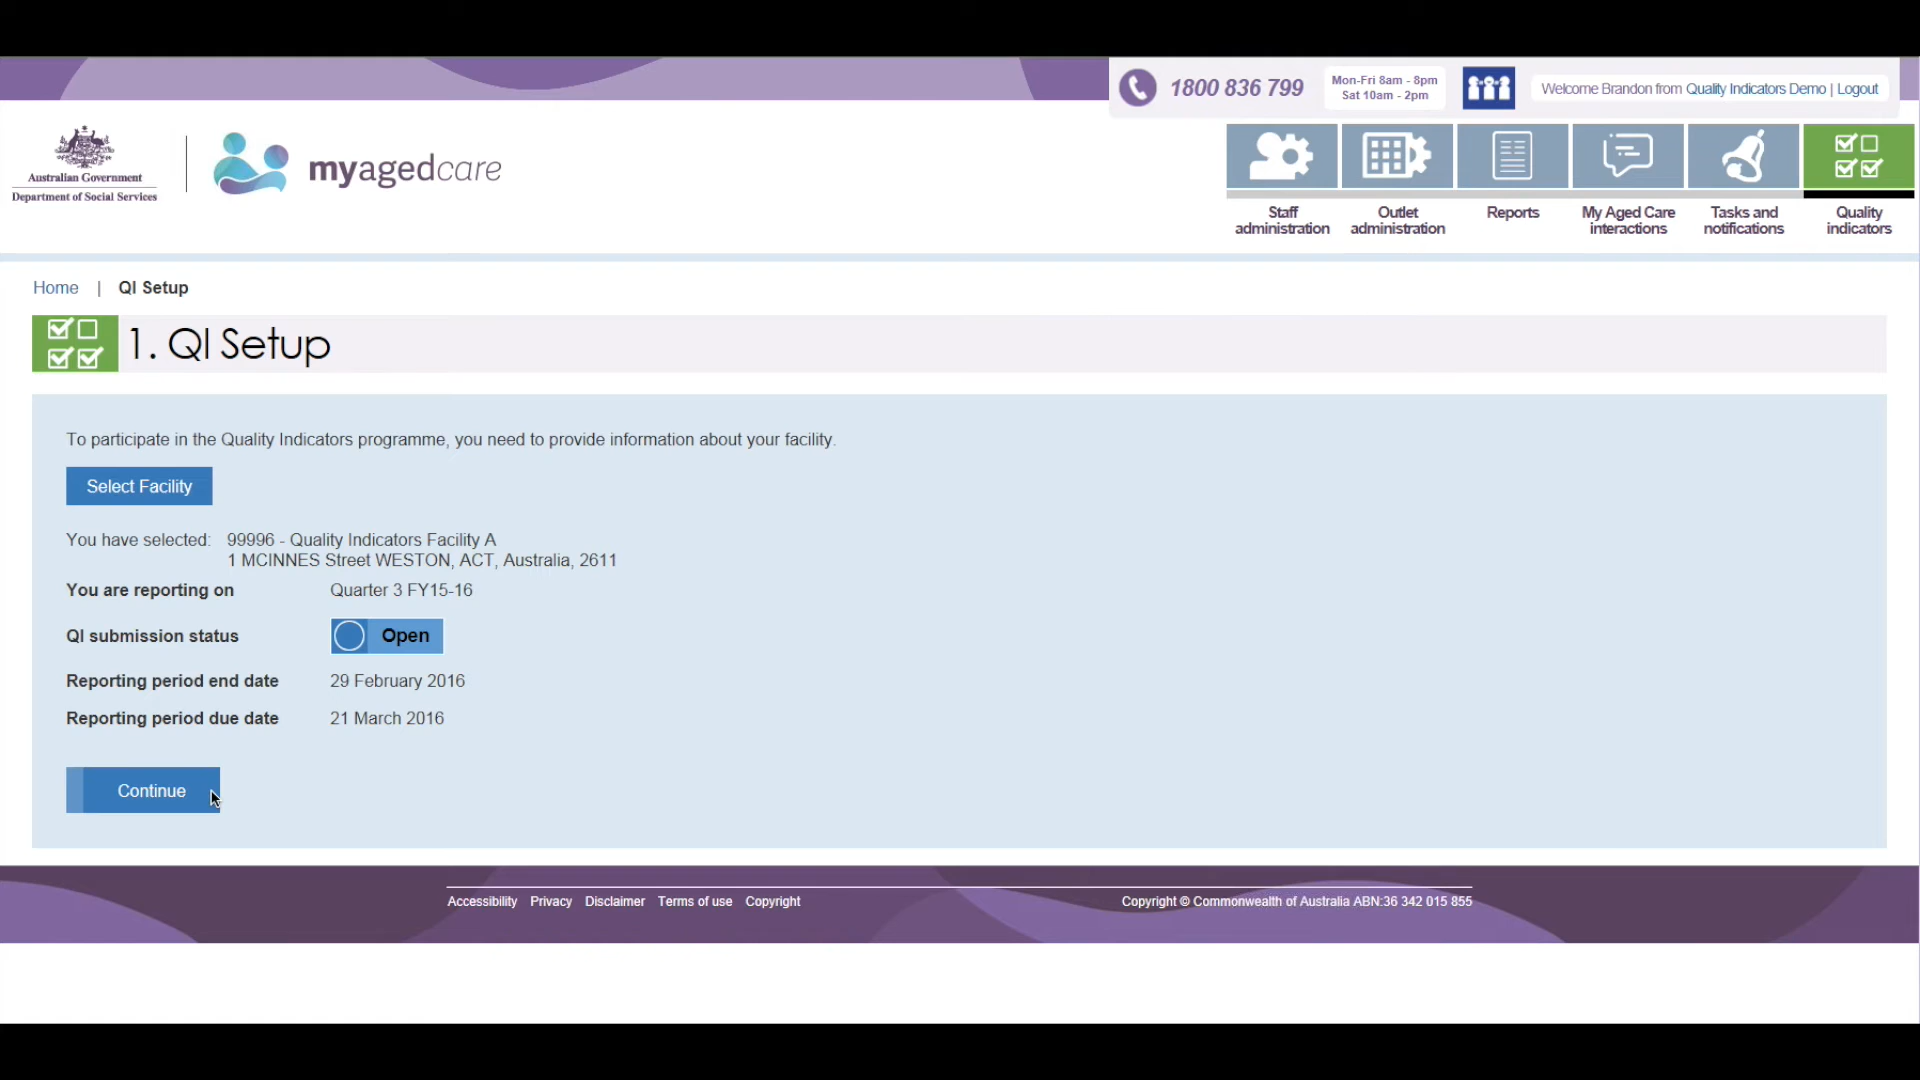 1800 836 799
Mon-Fri 8am - 8pm
Sat 10am - 2pm
Welcome Brandon from Quality Indicators Demo | Logout
Australian Government
Department of Social Services
myagedcare
Staff
administration
Outlet
administration
Reports
My Aged Care
interactions
Tasks and
notifications
Quality
indicators
Home | QI Setup
1. QI Setup
To participate in the Quality Indicators programme, you need to provide information about your facility.
Select Facility
You have selected: 99996 - Quality Indicators Facility A
1 MCINNES Street WESTON, ACT, Australia, 2611
You are reporting on Quarter 3 FY15-16
QI submission status Open
Reporting period end date 29 February 2016
Reporting period due date 21 March 2016
Continue
Accessibility Privacy Disclaimer Terms of use Copyright Copyright © Commonwealth of Australia ABN:36 342 015 855